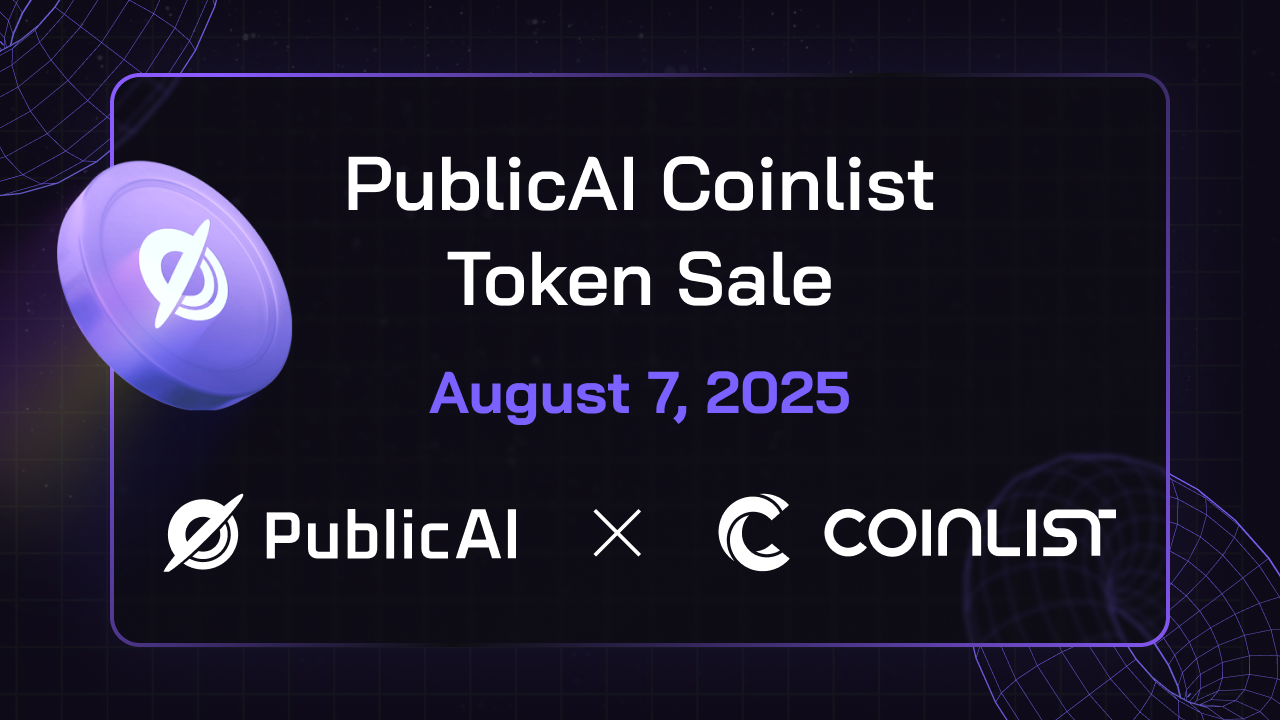 PublicAI Coinlist
Token Sale
August 7, 2025
PublicAI
COINLIST